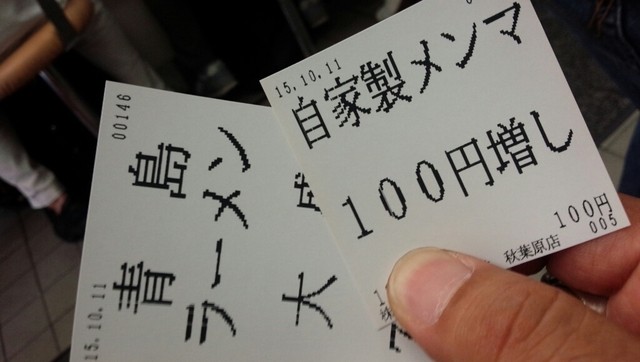 15.10.11
自家製メンマ
100円増し
100円
秋葉原店
005
00146
15.10.11
青島
ラーメン
大